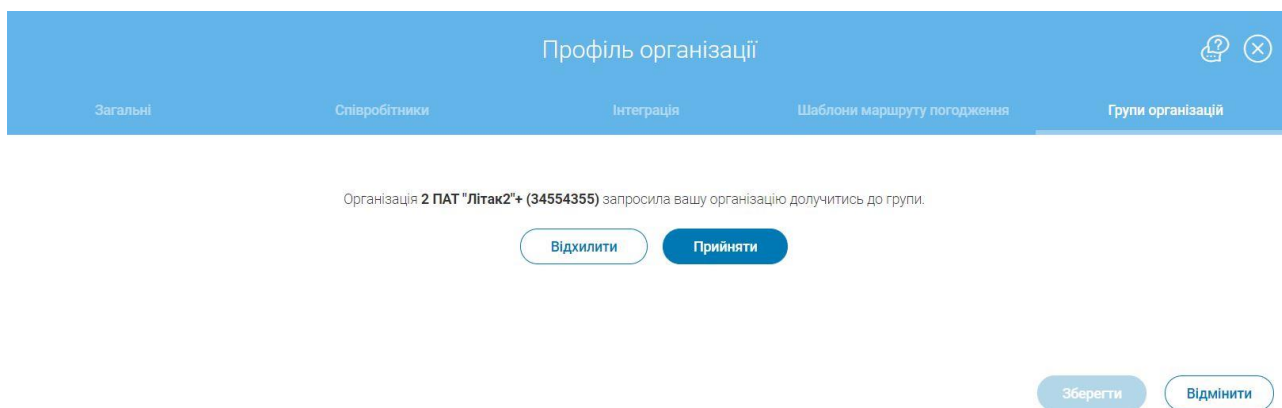 Профіль організації
Загальні Співробітники Інтеграція Шаблони маршруту погодження Групи організацій
Організація 2 ПАТ "Літак2"+ (34554355) запросила вашу організацію долучитись до групи.
Відхилити Прийняти
Зберегти Відмінити